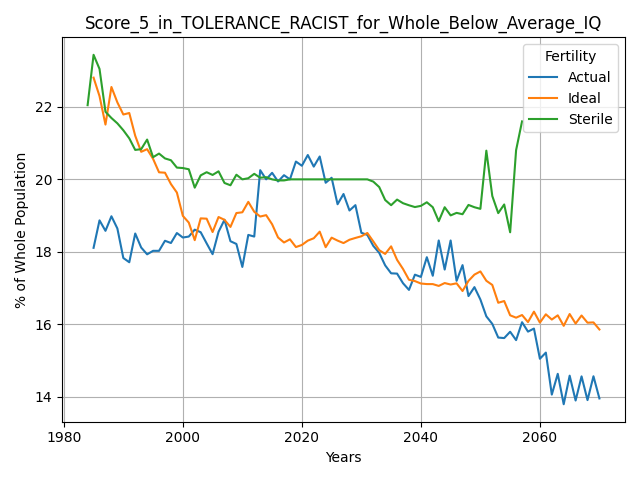 Score_5_in_TOLERANCE_RACIST_for_Whole_Below_Average_IQ
Fertility
Actual
Ideal
Sterile
% of Whole Population
22
20
18
16
14
1980
2000
2020
2040
2060
Years